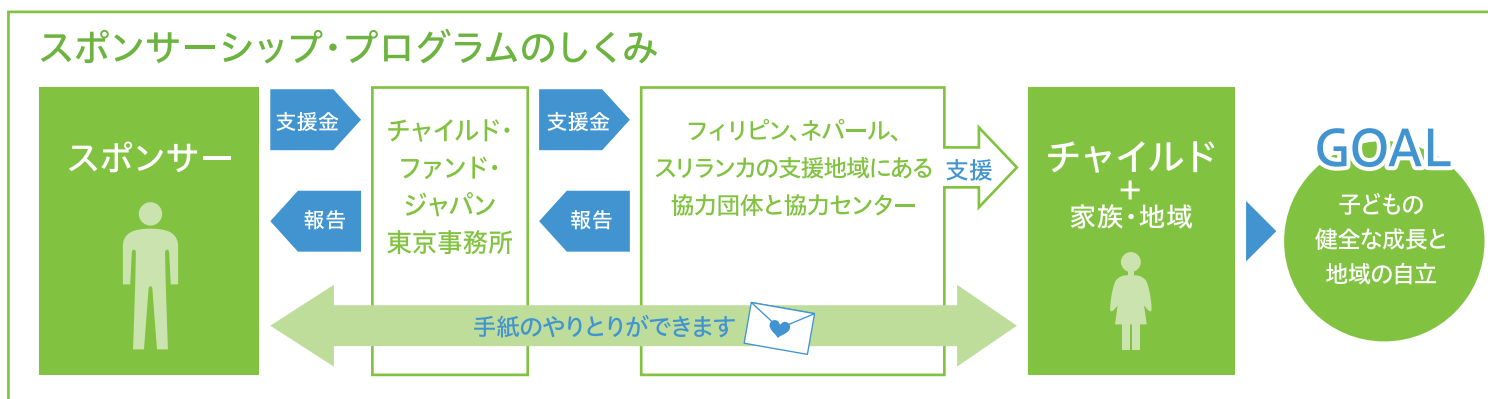 スポンサーシップ・プログラムのしくみ
スポンサー
支援金
報告
チャイルド・
ファンド・
ジャパン
東京事務所
支援金
報告
フィリピン、ネパール、
スリランカの支援地域にある
協力団体と協力センター
支援
チャイルド
+
家族・地域
GOAL
子どもの
健全な成長と
地域の自立
手紙のやりとりができます